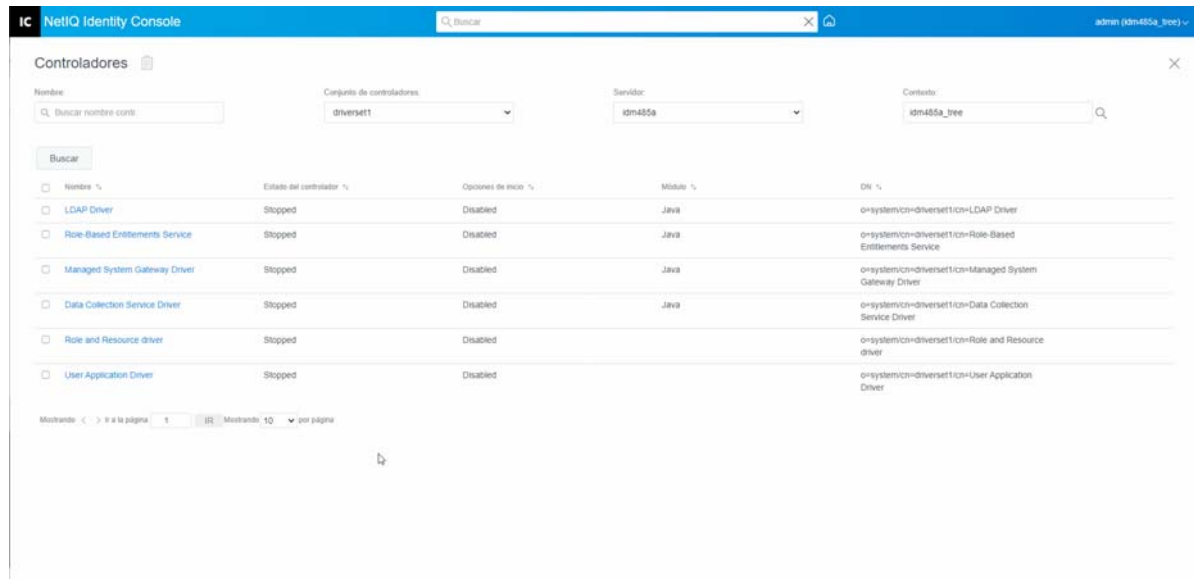 IC NetIQ Identity Console
Buscar
admin (idm485a_tree)
Controladores
Nombre:
Conjunto de controladores:
Servidor:
Contexto:
Buscar nombre contr.
driverset1
idm485a
idm485a_tree
Buscar
Nombre Estado del controlador Opciones de inicio Módulo DN
LDAP Driver Stopped Disabled Java o=system/cn=driverset1/cn=LDAP Driver
Role-Based Entitlements Service Stopped Disabled Java o=system/cn=driverset1/cn=Role-Based
Entitlements Service
Managed System Gateway Driver Stopped Disabled Java o=system/cn=driverset1/cn=Managed System
Gateway Driver
Data Collection Service Driver Stopped Disabled Java o=system/cn=driverset1/cn=Data Collection
Service Driver
Role and Resource driver Stopped Disabled o=system/cn=driverset1/cn=Role and Resource
driver
User Application Driver Stopped Disabled o=system/cn=driverset1/cn=User Application
Driver
Mostrando Ir a la página 1 IR Mostrando 10 por página